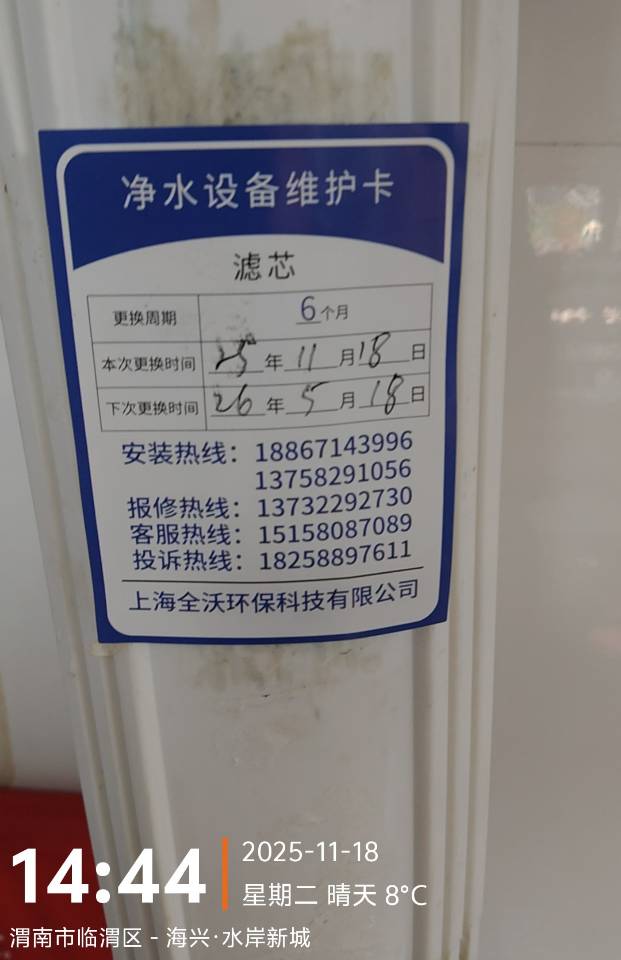 净水设备维护卡
滤芯
更换周期 6个月
本次更换时间 25年11月18日
下次更换时间 26年5月18日
安装热线：18867143996
13758291056
报修热线：13732292730
客服热线：15158087089
投诉热线：18258897611
上海全沃环保科技有限公司
14:44
2025-11-18
星期二 晴天 8℃
渭南市临渭区 - 海兴·水岸新城